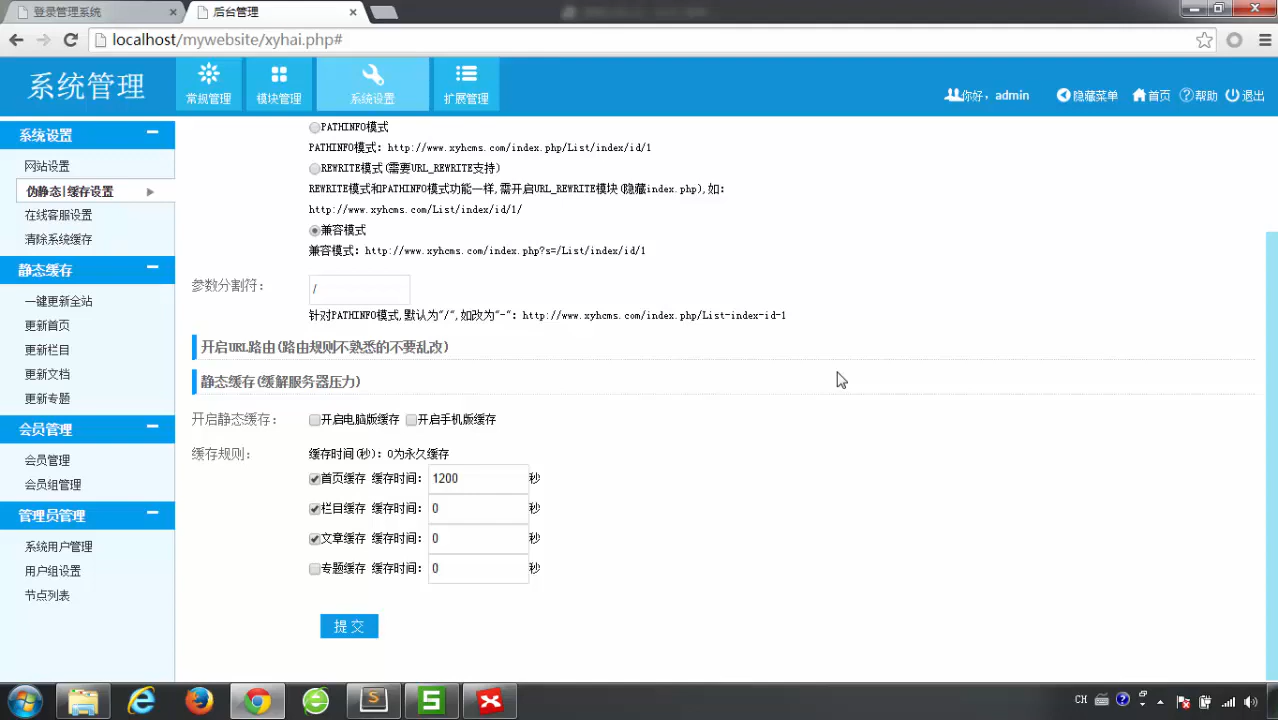 登录管理系统
后台管理
localhost/mywebsite/xyhai.php#
系统管理
常规管理
模块管理
系统设置
扩展管理
你好，admin
隐藏菜单
首页
帮助
退出
系统设置
网站设置
伪静态|缓存设置
在线客服设置
清除系统缓存
静态缓存
一键更新全站
更新首页
更新栏目
更新文档
更新专题
会员管理
会员管理
会员组管理
管理员管理
系统用户管理
用户组设置
节点列表
PATHINFO模式
PATHINFO模式: http://www.xyhcms.com/index.php/List/index/id/1
REWRITE模式(需要URL_REWRITE支持)
REWRITE模式和PATHINFO模式功能一样,需开启URL_REWRITE模块(隐藏index.php),如:
http://www.xyhcms.com/List/index/id/1/
兼容模式
兼容模式: http://www.xyhcms.com/index.php?s=/List/index/id/1
参数分割符:
/
针对PATHINFO模式,默认为"/",如改为"-": http://www.xyhcms.com/index.php/List-index-id-1
开启URL路由(路由规则不熟悉的不要乱改)
静态缓存(缓解服务器压力)
开启静态缓存: 开启电脑版缓存 开启手机版缓存
缓存规则: 缓存时间(秒): 0为永久缓存
首页缓存 缓存时间: 1200 秒
栏目缓存 缓存时间: 0 秒
文章缓存 缓存时间: 0 秒
专题缓存 缓存时间: 0 秒
提 交
CH